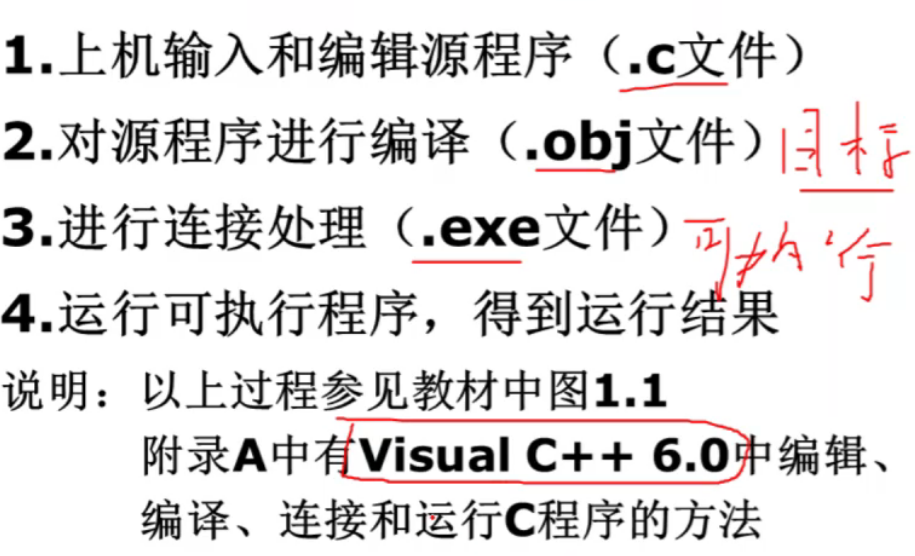 1.上机输入和编辑源程序（.c文件）
2.对源程序进行编译（.obj文件）目标
3.进行连接处理（.exe文件）可执行
4.运行可执行程序，得到运行结果
说明：以上过程参见教材中图1.1
附录A中有Visual C++ 6.0中编辑、
编译、连接和运行C程序的方法